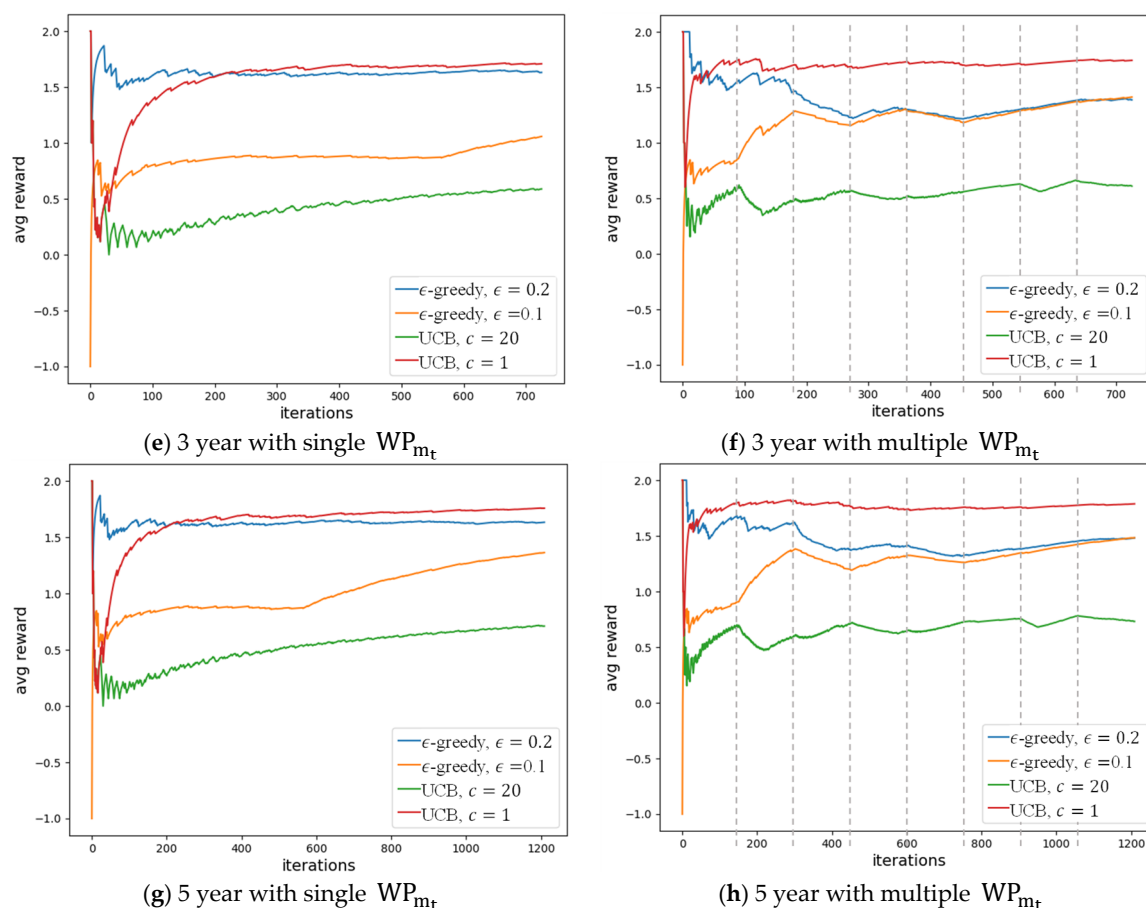 2.0
1.5
1.0
0.5
0.0
−0.5
−1.0
avg reward
ϵ-greedy, ϵ = 0.2
ϵ-greedy, ϵ =0.1
UCB, c = 20
UCB, c = 1
0 100 200 300 400 500 600 700
iterations
(e) 3 year with single WP_{m_t}
2.0
1.5
1.0
0.5
0.0
−0.5
−1.0
avg reward
ϵ-greedy, ϵ = 0.2
ϵ-greedy, ϵ =0.1
UCB, c = 20
UCB, c = 1
0 100 200 300 400 500 600 700
iterations
(f) 3 year with multiple WP_{m_t}
2.0
1.5
1.0
0.5
0.0
−0.5
−1.0
avg reward
ϵ-greedy, ϵ = 0.2
ϵ-greedy, ϵ =0.1
UCB, c = 20
UCB, c = 1
0 200 400 600 800 1000 1200
iterations
(g) 5 year with single WP_{m_t}
2.0
1.5
1.0
0.5
0.0
−0.5
−1.0
avg reward
ϵ-greedy, ϵ = 0.2
ϵ-greedy, ϵ =0.1
UCB, c = 20
UCB, c = 1
0 200 400 600 800 1000 1200
iterations
(h) 5 year with multiple WP_{m_t}